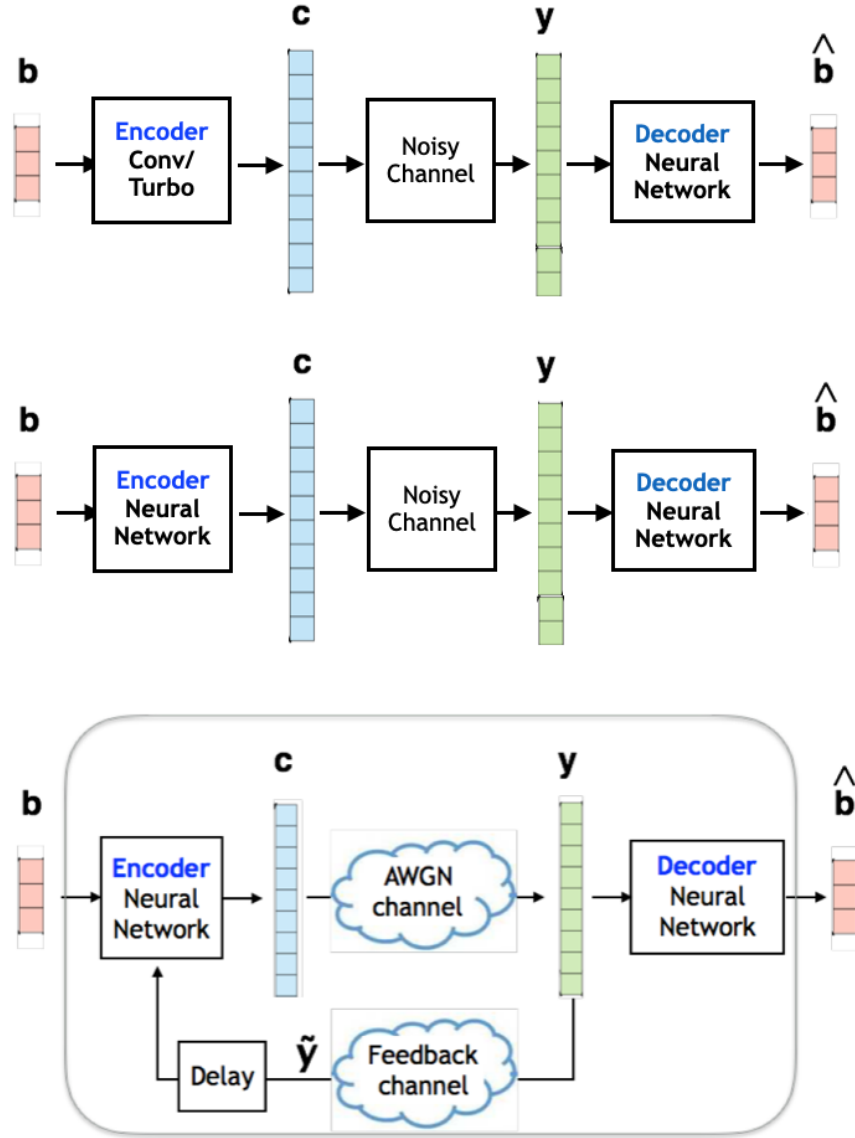 c
y
b
b̂
Encoder
Conv/
Turbo
Noisy
Channel
Decoder
Neural
Network
c
y
b
b̂
Encoder
Neural
Network
Noisy
Channel
Decoder
Neural
Network
c
y
b
b̂
Encoder
Neural
Network
AWGN
channel
Decoder
Neural
Network
Delay
ỹ
Feedback
channel